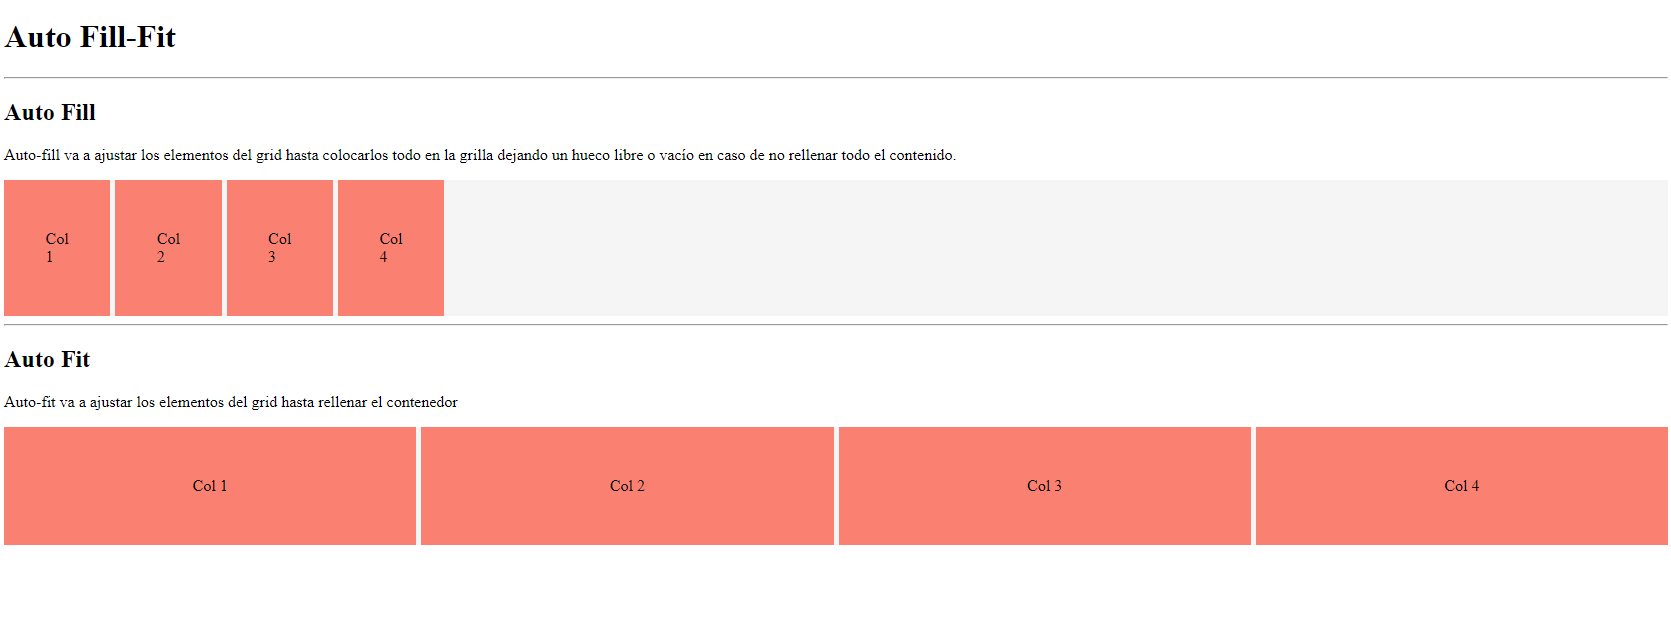 Auto Fill-Fit
Auto Fill
Auto-fill va a ajustar los elementos del grid hasta colocarlos todo en la grilla dejando un hueco libre o vacío en caso de no rellenar todo el contenido.
Col
1
Col
2
Col
3
Col
4
Auto Fit
Auto-fit va a ajustar los elementos del grid hasta rellenar el contenedor
Col 1
Col 2
Col 3
Col 4